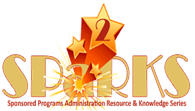 2
SPARKS
Sponsored Programs Administration Resource & Knowledge Series